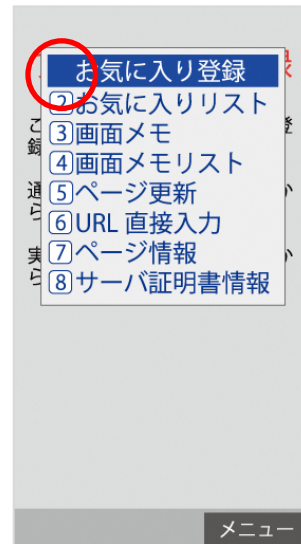 お気に入り登録
2お気に入りリスト
3画面メモ
4画面メモリスト
5ページ更新
6URL 直接入力
7ページ情報
8サーバ証明書情報
メニュー